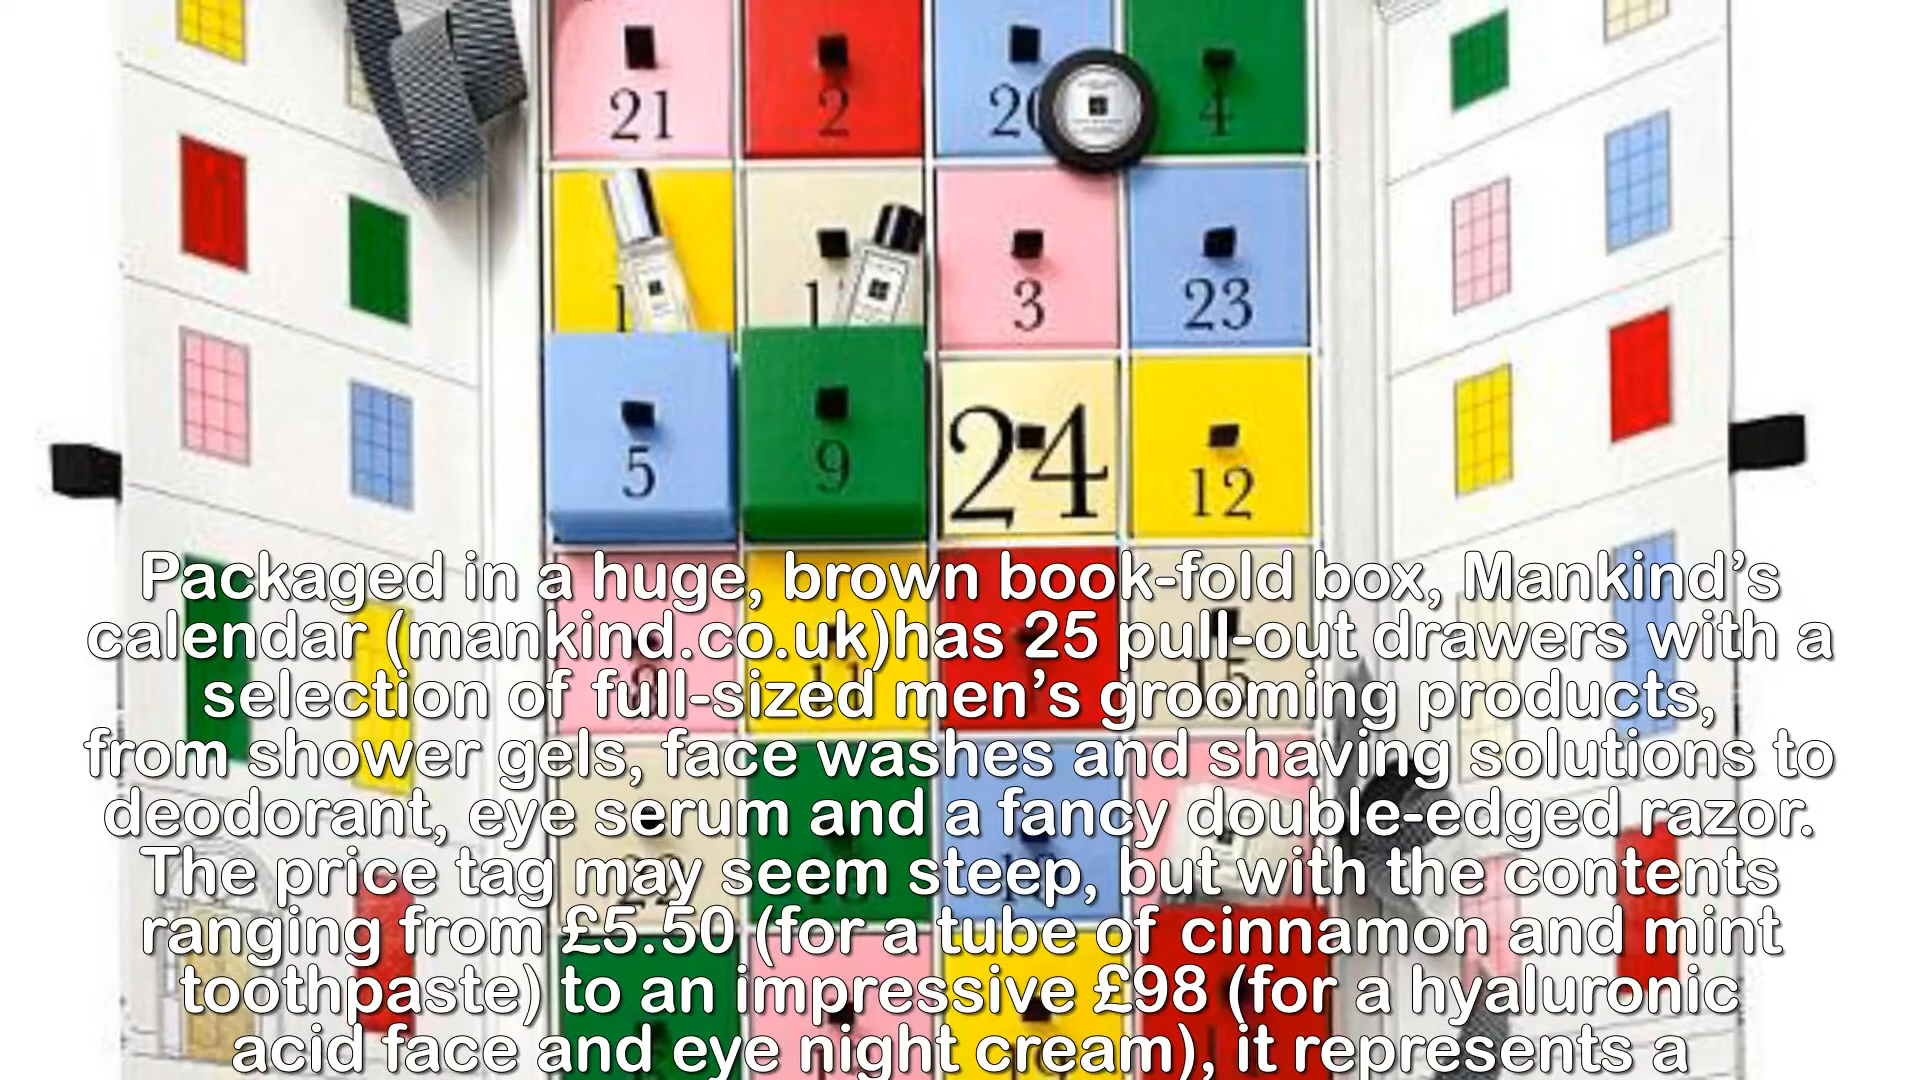 21
2
20
4
1
1
3
23
5
9
24
12
Packaged in a huge, brown book-fold box, Mankind’s
calendar (mankind.co.uk)has 25 pull-out drawers with a
selection of full-sized men’s grooming products,
from shower gels, face washes and shaving solutions to
deodorant, eye serum and a fancy double-edged razor.
The price tag may seem steep, but with the contents
ranging from £5.50 (for a tube of cinnamon and mint
toothpaste) to an impressive £98 (for a hyaluronic
acid face and eye night cream), it represents a
8
11
15
22